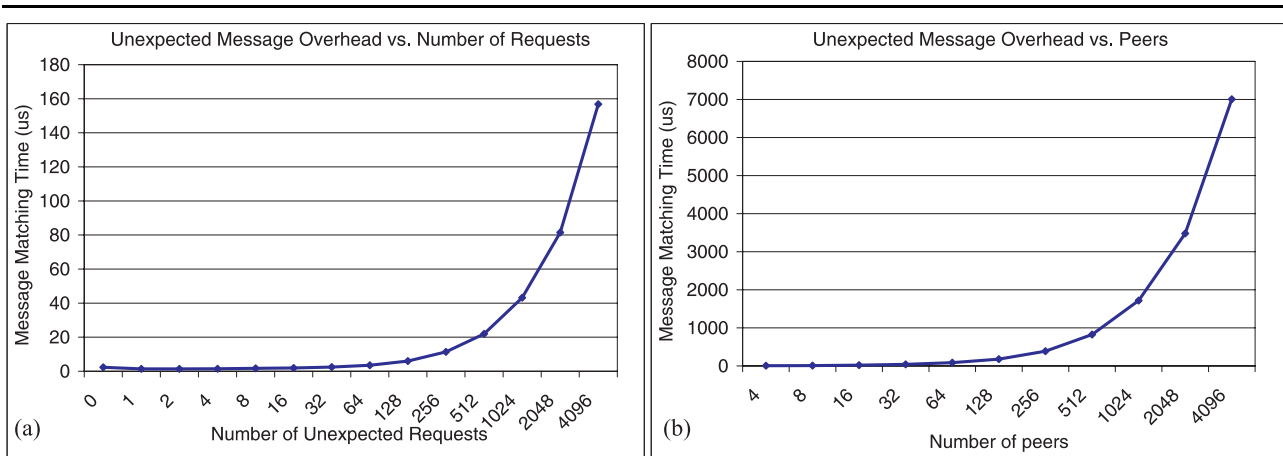 Unexpected Message Overhead vs. Number of Requests
Message Matching Time (us)
180
160
140
120
100
80
60
40
20
0
0 1 2 4 8 16 32 64 128 256 512 1024 2048 4096
Number of Unexpected Requests
(a)
Unexpected Message Overhead vs. Peers
Message Matching Time (us)
8000
7000
6000
5000
4000
3000
2000
1000
0
4 8 16 32 64 128 256 512 1024 2048 4096
Number of peers
(b)